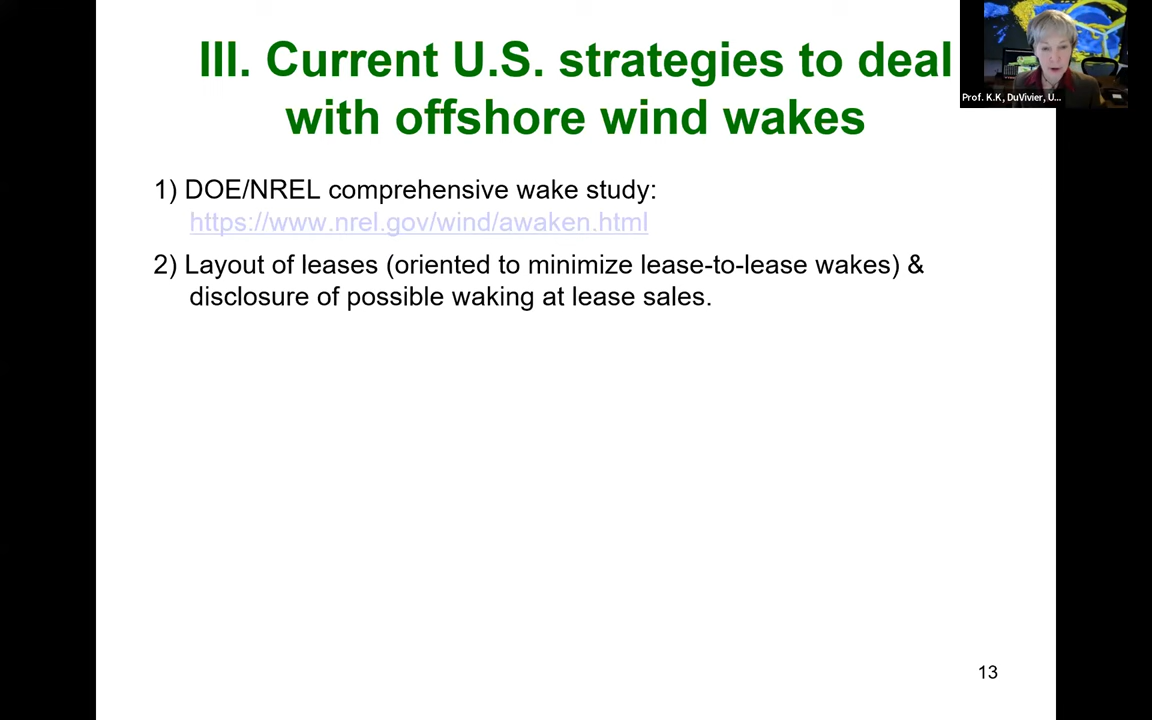 III. Current U.S. strategies to deal
with offshore wind wakes
Prof. K.K, DuVivier, U...
1) DOE/NREL comprehensive wake study:
https://www.nrel.gov/wind/awaken.html
2) Layout of leases (oriented to minimize lease-to-lease wakes) &
disclosure of possible waking at lease sales.
13